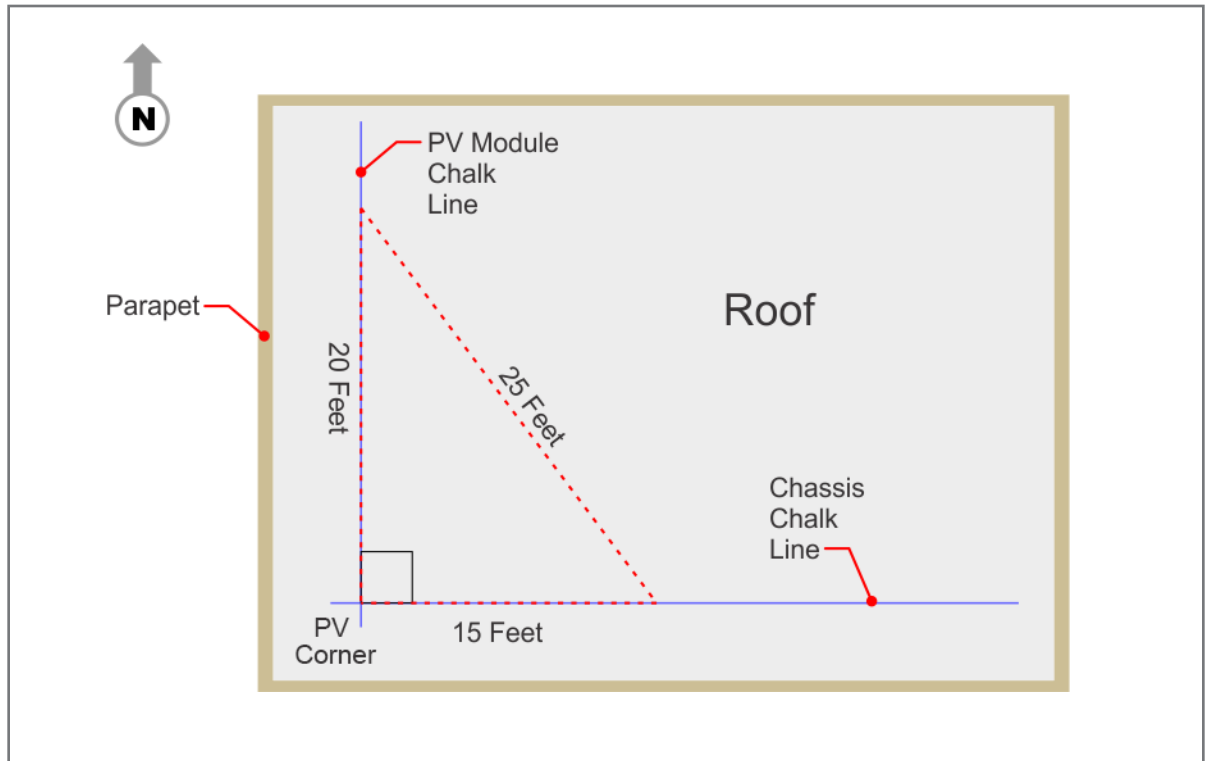 N
PV Module
Chalk
Line
Parapet
Roof
20 Feet
25 Feet
Chassis
Chalk
Line
PV
Corner
15 Feet